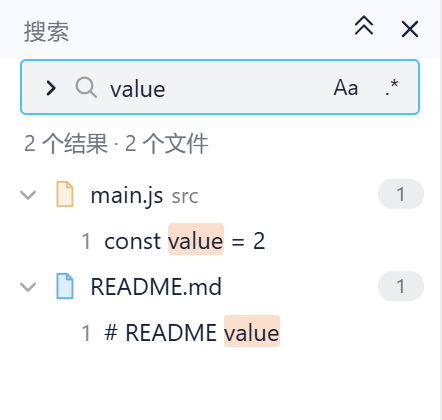 搜索
value Aa .*
2 个结果 · 2 个文件
main.js src 1
1 const value = 2
README.md 1
1 # README value